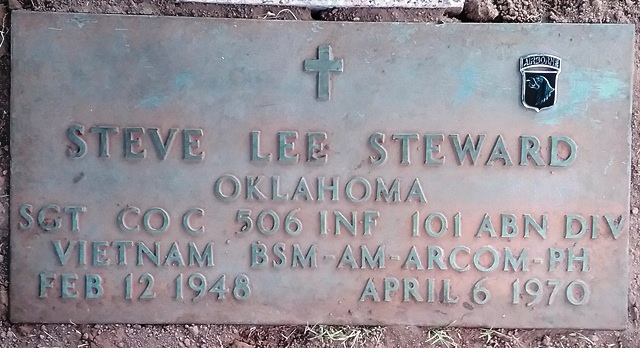 AIRBORNE
STEVE LEE STEWARD
OKLAHOMA
SGT CO C 506 INF 101 ABN DIV
VIETNAM BSM-AM-ARCOM-PH
FEB 12 1948 APRIL 6 1970